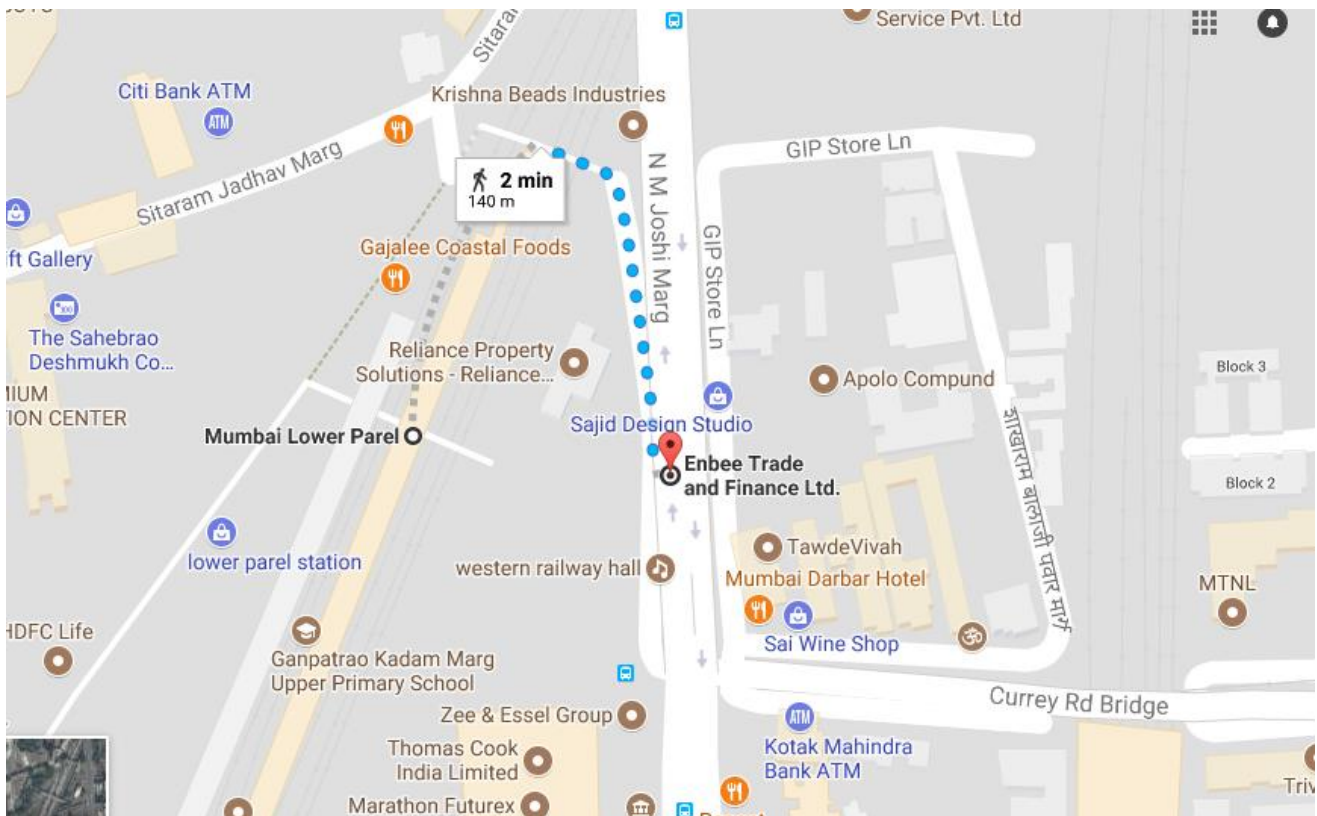 Service Pvt. Ltd
Sitara
Citi Bank ATM
ATM
Krishna Beads Industries
GIP Store Ln
Sitaram Jadhav Marg
2 min
140 m
N M Joshi Marg
ft Gallery
Gajalee Coastal Foods
GIP Store Ln
The Sahebrao
Deshmukh Co...
Reliance Property
Solutions - Reliance...
Apolo Compund
Block 3
MIUM
ION CENTER
Mumbai Lower Parel
Sajid Design Studio
Enbee Trade
and Finance Ltd.
शाखाराम बालाजी पवार मार्ग
Block 2
lower parel station
western railway hall
TawdeVivah
Mumbai Darbar Hotel
MTNL
HDFC Life
Sai Wine Shop
ॐ
Ganpatrao Kadam Marg
Upper Primary School
Currey Rd Bridge
Zee & Essel Group
ATM
Kotak Mahindra
Bank ATM
Thomas Cook
India Limited
Triv
Marathon Futurex